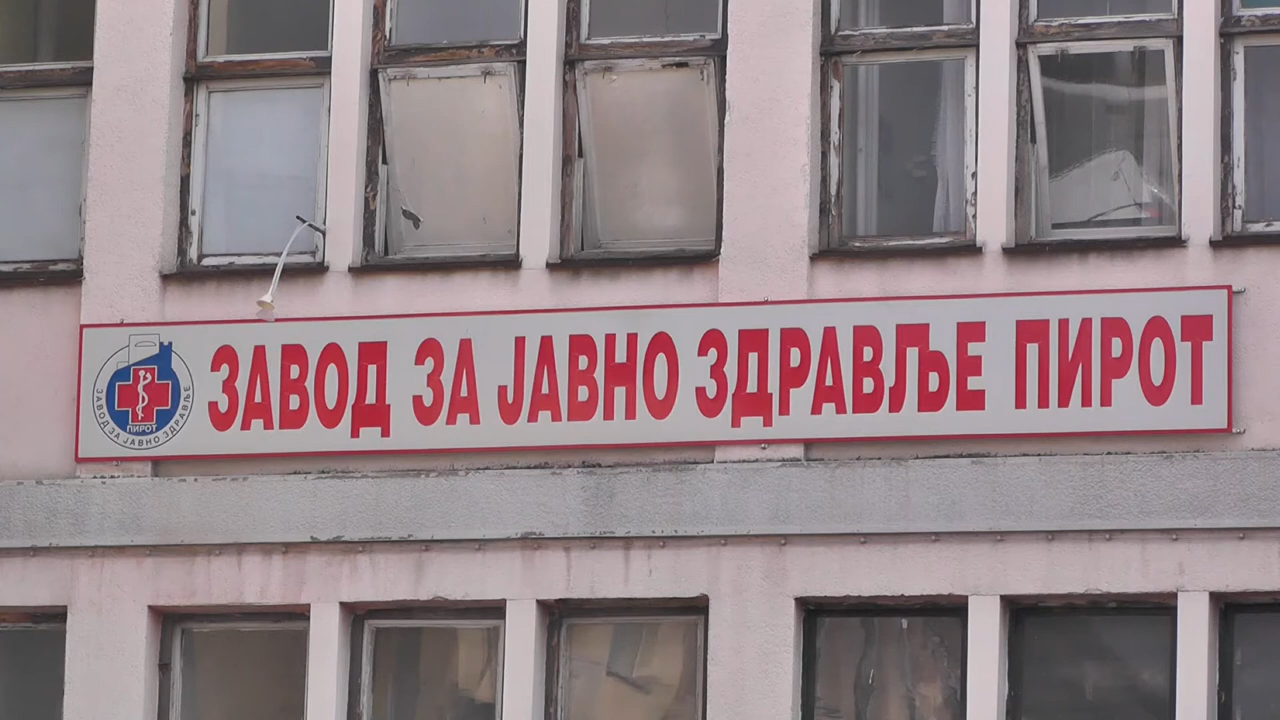 ЗАВОД ЗА ЈАВНО ЗДРАВЉЕ ПИРОТ
ПИРОТ
ЗАВОД ЗА ЈАВНО ЗДРАВЉЕ